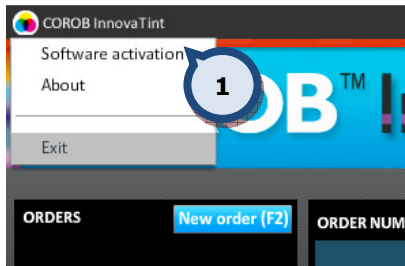 COROB InnovaTint
Software activation
About
1
OB™
Exit
ORDERS
New order (F2)
ORDER NUM